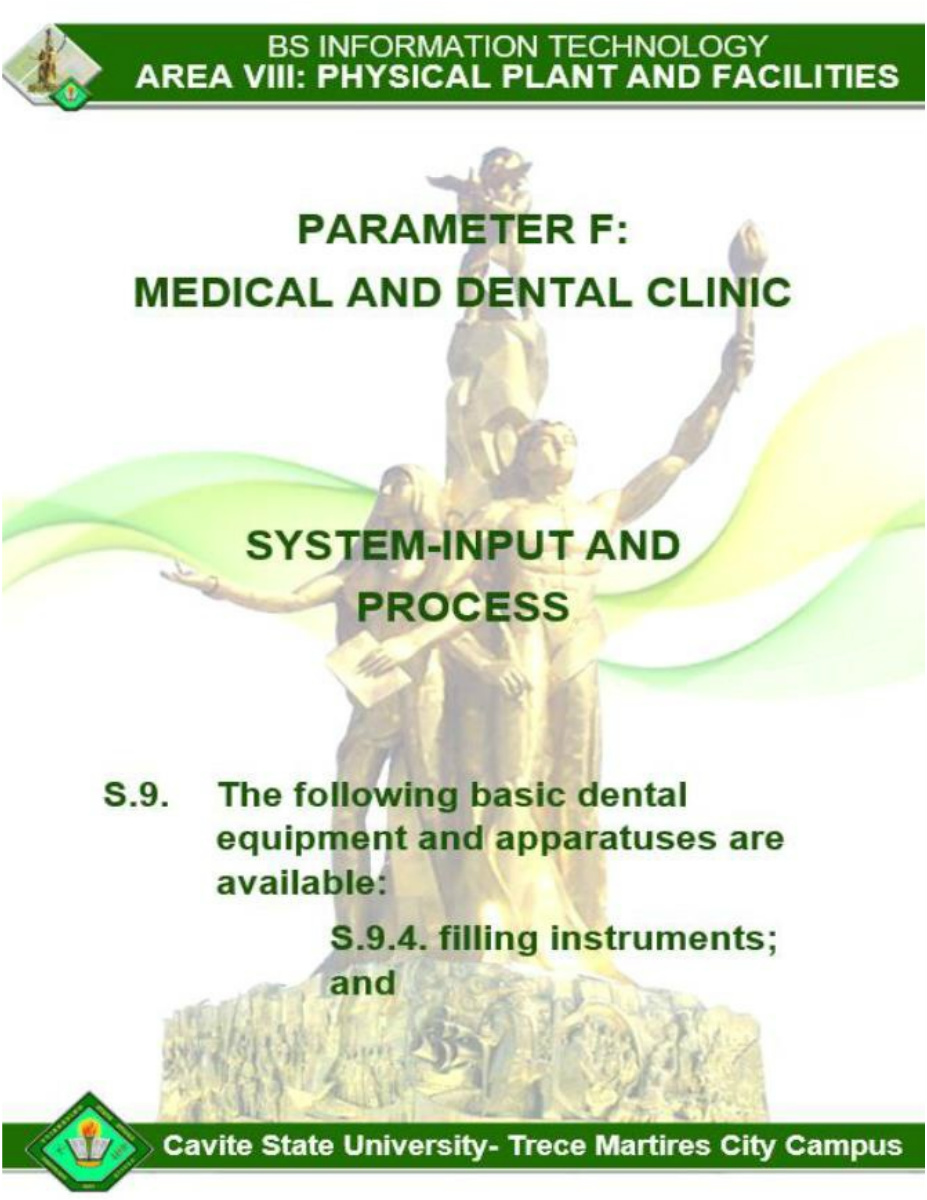 BS INFORMATION TECHNOLOGY
AREA VIII: PHYSICAL PLANT AND FACILITIES
PARAMETER F:
MEDICAL AND DENTAL CLINIC
SYSTEM-INPUT AND
PROCESS
S.9. The following basic dental
equipment and apparatuses are
available:
S.9.4. filling instruments;
and
Cavite State University- Trece Martires City Campus